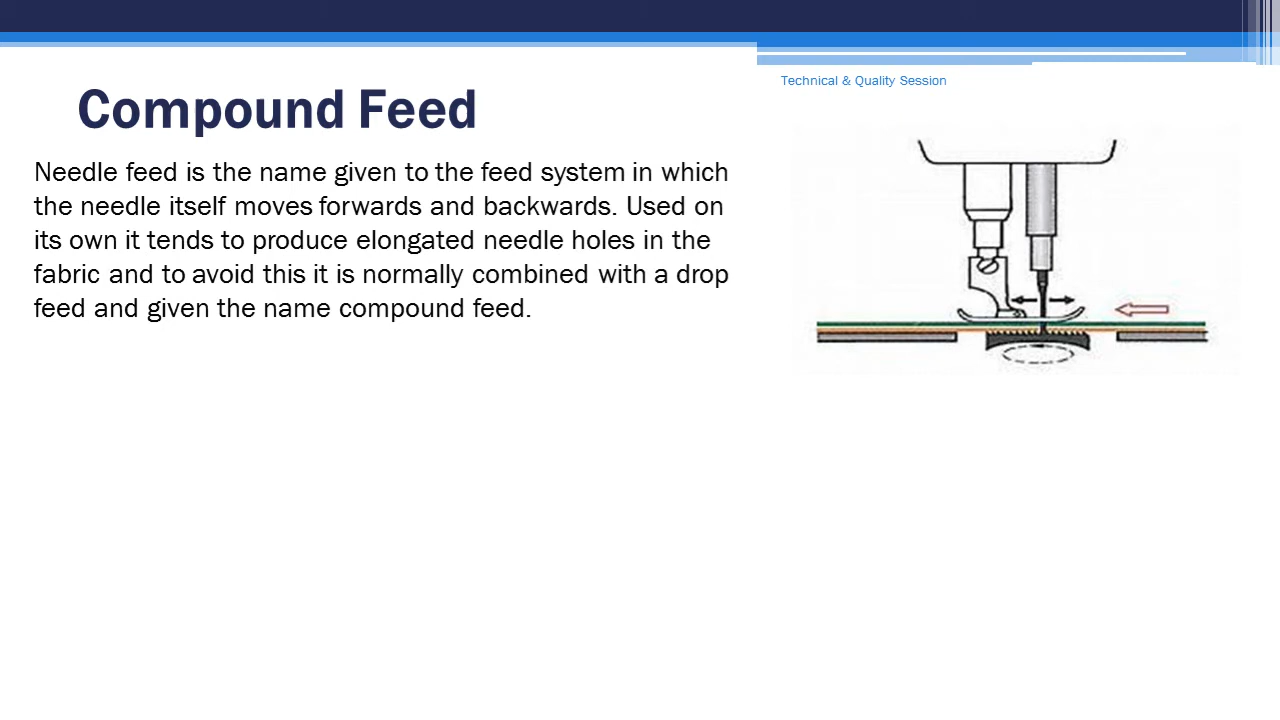 Technical & Quality Session
Compound Feed
Needle feed is the name given to the feed system in which
the needle itself moves forwards and backwards. Used on
its own it tends to produce elongated needle holes in the
fabric and to avoid this it is normally combined with a drop
feed and given the name compound feed.